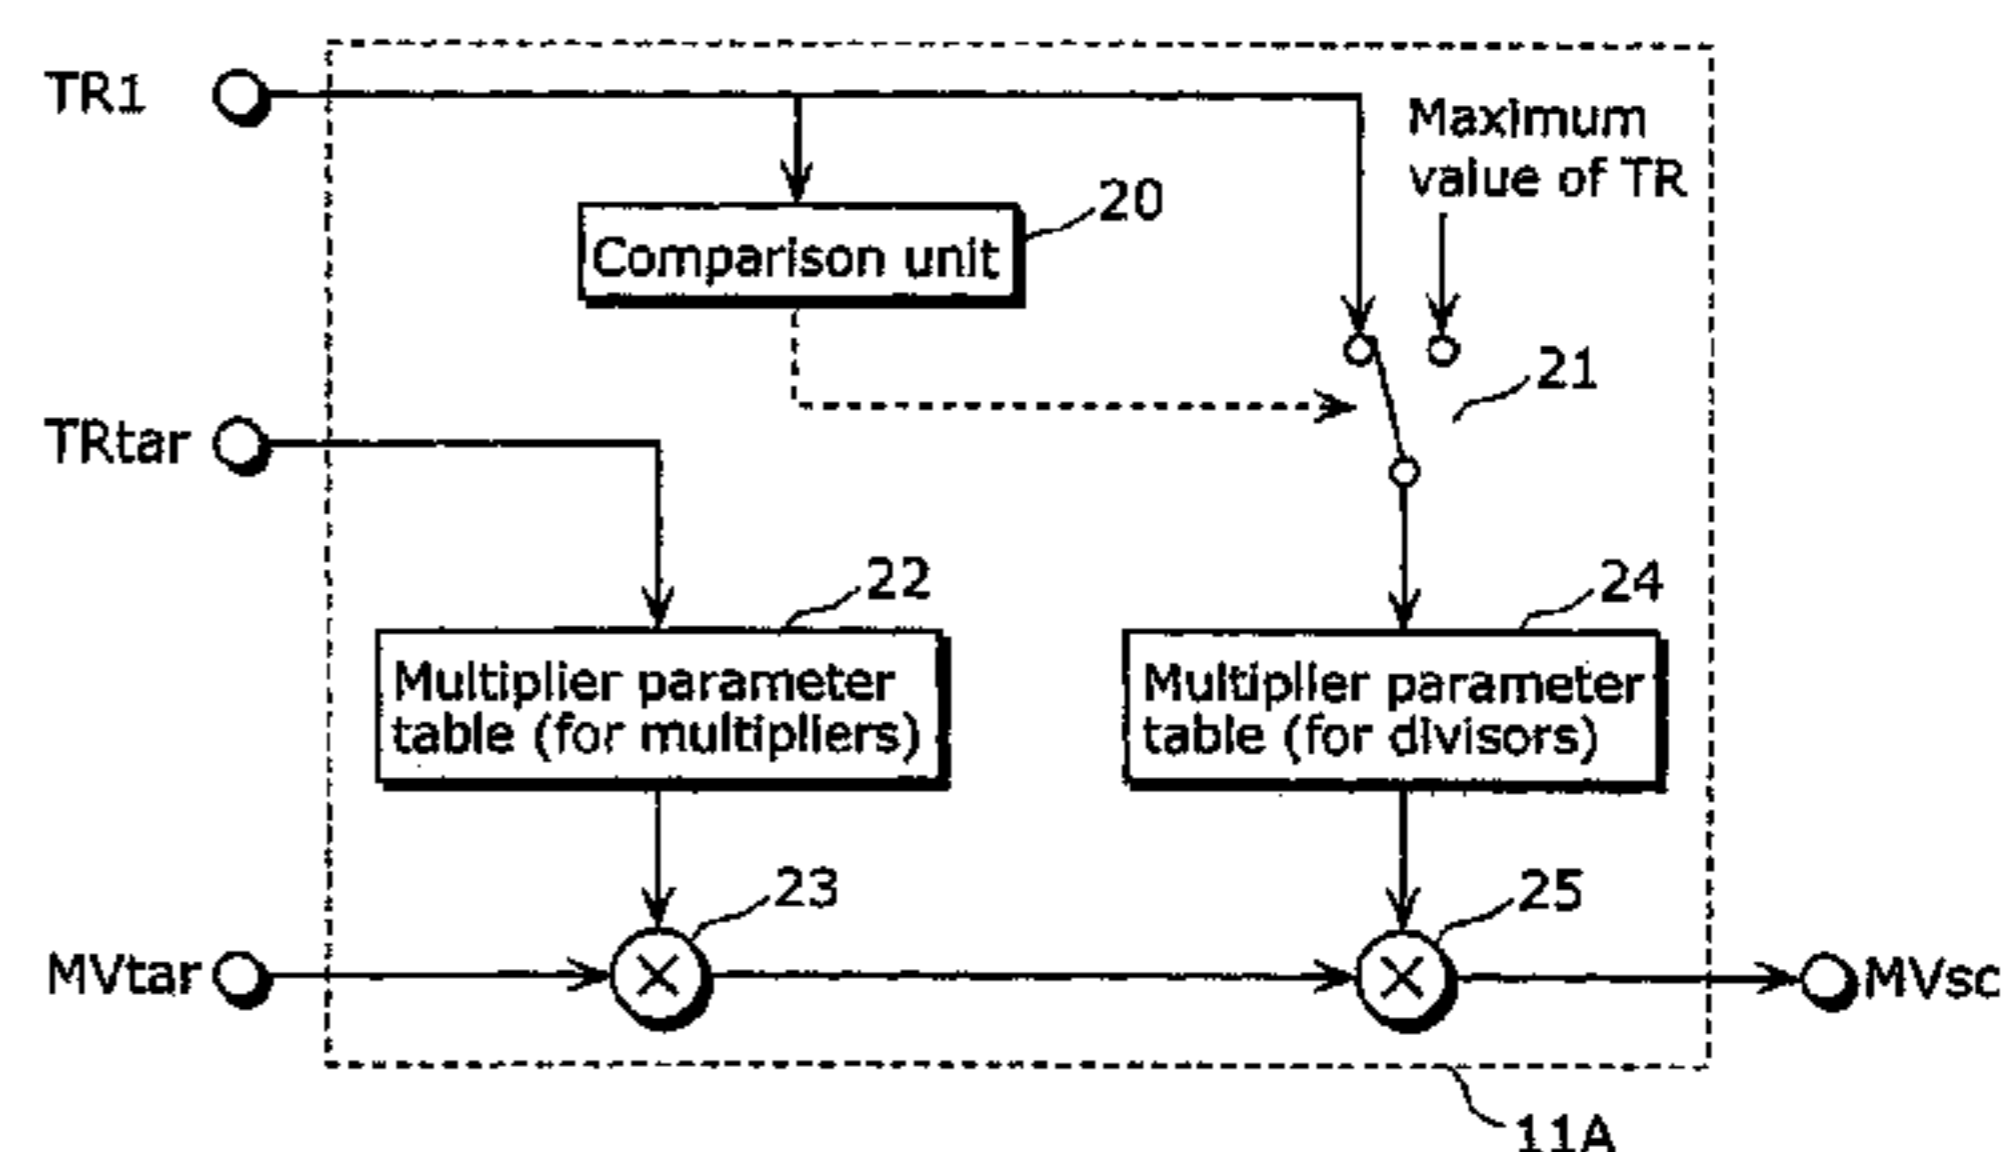 TR1
Maximum
value of TR
20
Comparison unit
21
TRtar
22
24
Multiplier parameter
table (for multipliers)
Multiplier parameter
table (for divisors)
23
25
MVtar
MVsc
11A